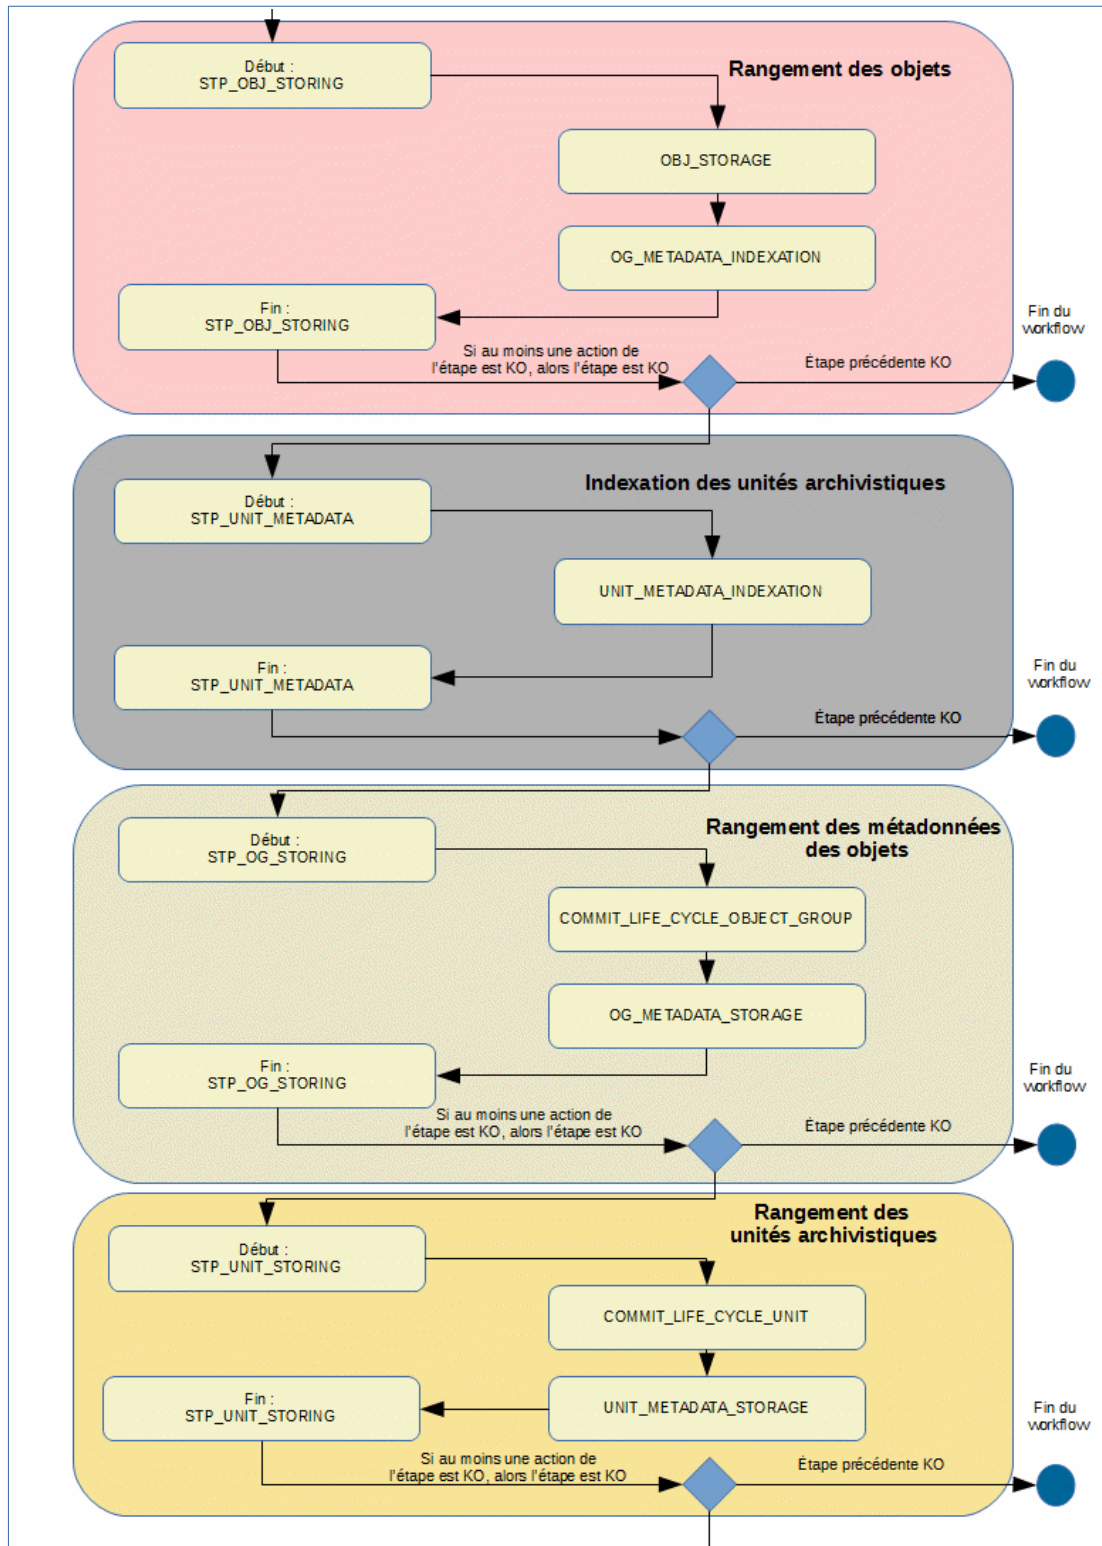 Rangement des objets
Début :
STP_OBJ_STORING
OBJ_STORAGE
OG_METADATA_INDEXATION
Fin :
STP_OBJ_STORING
Si au moins une action de
l'étape est KO, alors l'étape est KO
Étape précédente KO
Fin du
workflow
Indexation des unités archivistiques
Début :
STP_UNIT_METADATA
UNIT_METADATA_INDEXATION
Fin :
STP_UNIT_METADATA
Étape précédente KO
Fin du
workflow
Rangement des métadonnées
des objets
Début :
STP_OG_STORING
COMMIT_LIFE_CYCLE_OBJECT_GROUP
OG_METADATA_STORAGE
Fin :
STP_OG_STORING
Si au moins une action de
l'étape est KO, alors l'étape est KO
Étape précédente KO
Fin du
workflow
Rangement des
unités archivistiques
Début :
STP_UNIT_STORING
COMMIT_LIFE_CYCLE_UNIT
UNIT_METADATA_STORAGE
Fin :
STP_UNIT_STORING
Si au moins une action de
l'étape est KO, alors l'étape est KO
Étape précédente KO
Fin du
workflow